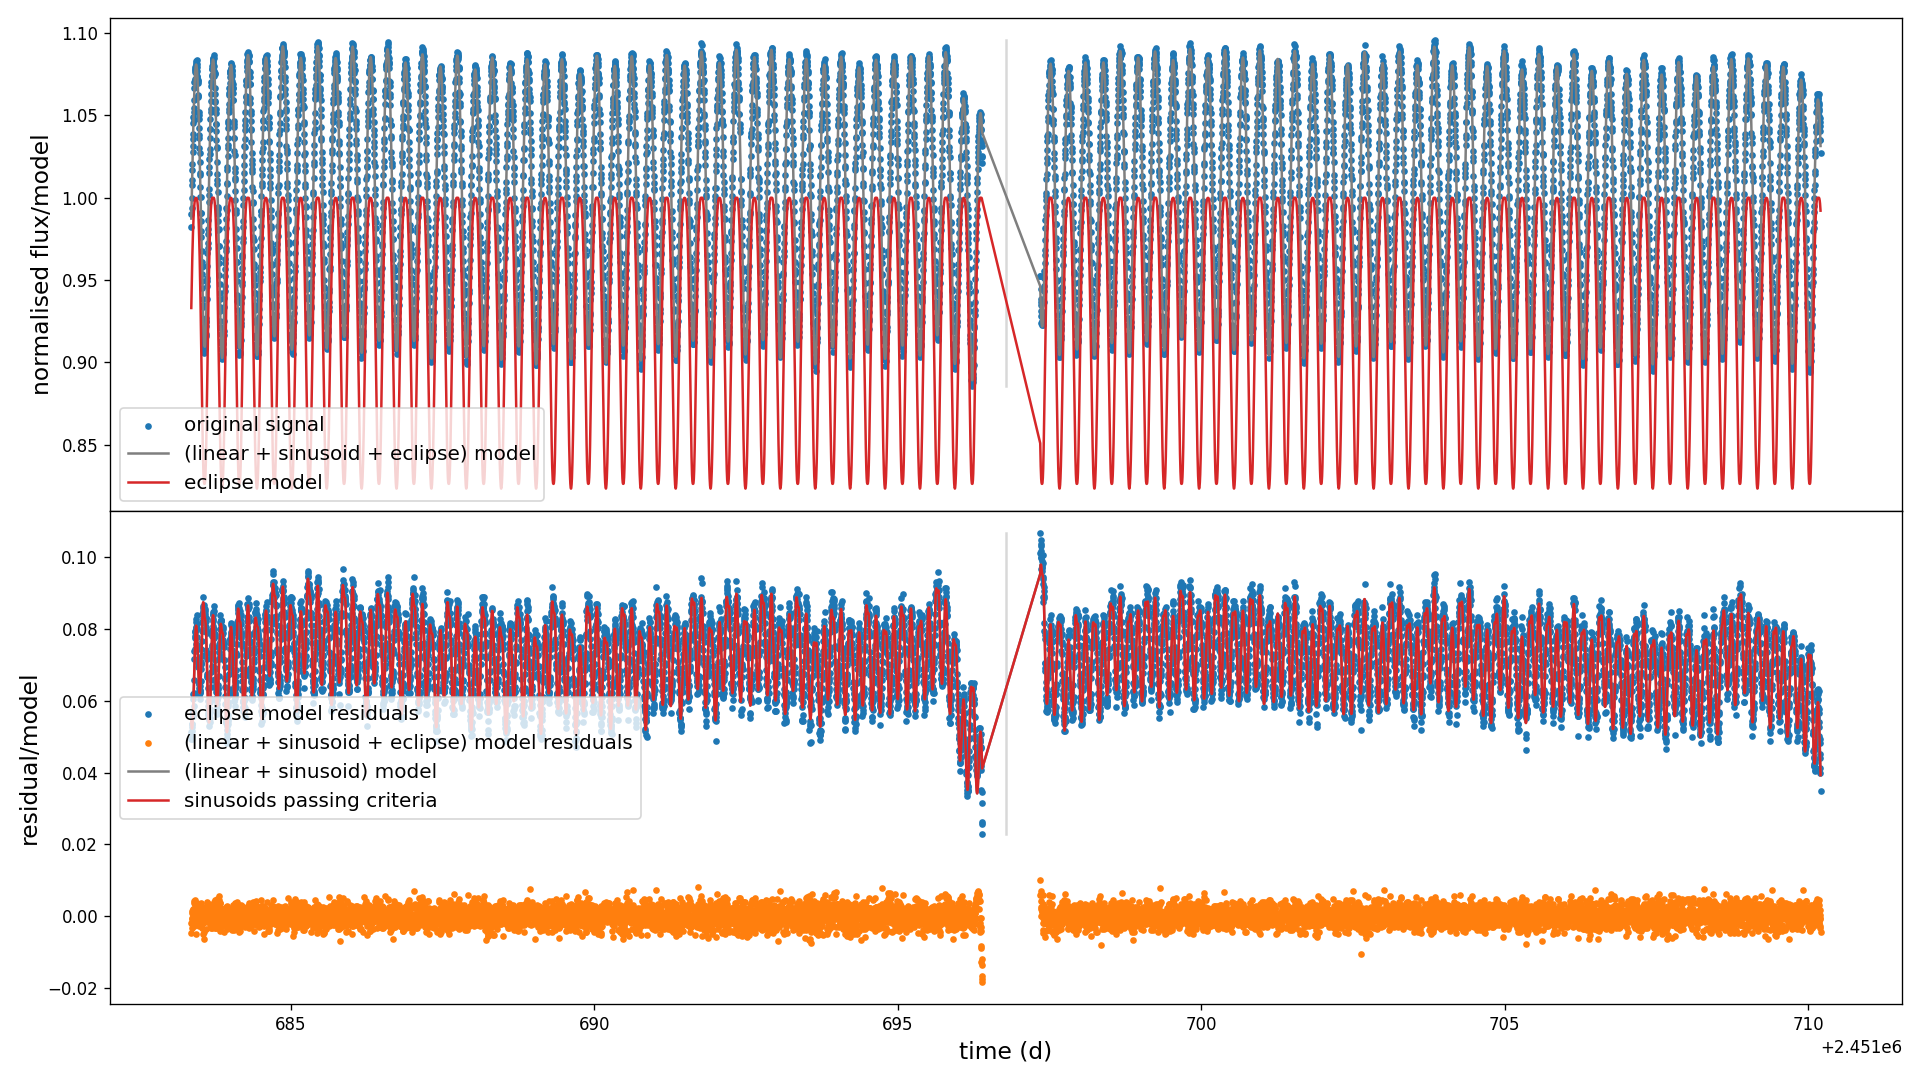 normalised flux/model
1.10
1.05
1.00
0.95
0.90
0.85
original signal
(linear + sinusoid + eclipse) model
eclipse model
residual/model
0.10
0.08
0.06
0.04
0.02
0.00
−0.02
eclipse model residuals
(linear + sinusoid + eclipse) model residuals
(linear + sinusoid) model
sinusoids passing criteria
685 690 695 700 705 710
+2.451e6
time (d)